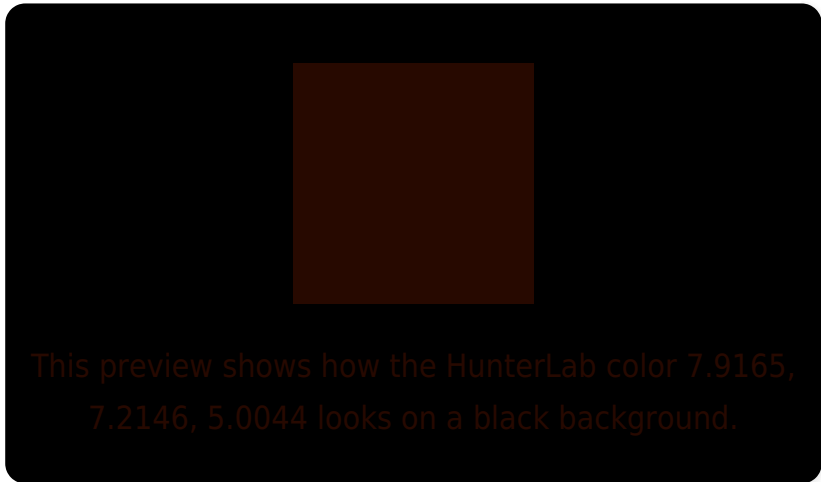 This preview shows how the HunterLab color 7.9165,
7.2146, 5.0044 looks on a black background.